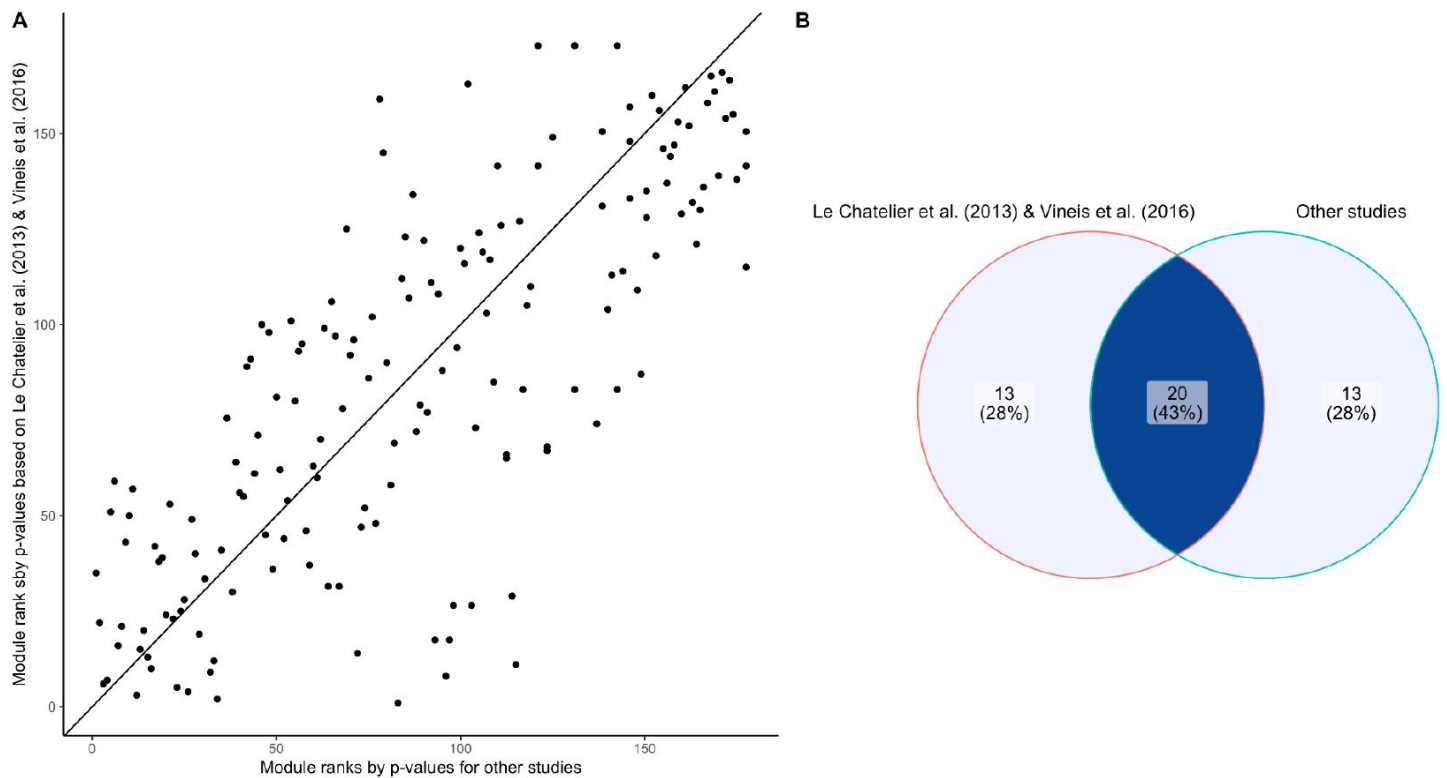 A
Module rank sby p-values based on Le Chatelier et al. (2013) & Vineis et al. (2016)
150
100
50
0
0 50 100 150
Module ranks by p-values for other studies
B
Le Chatelier et al. (2013) & Vineis et al. (2016) Other studies
13 20 13
(28%) (43%) (28%)